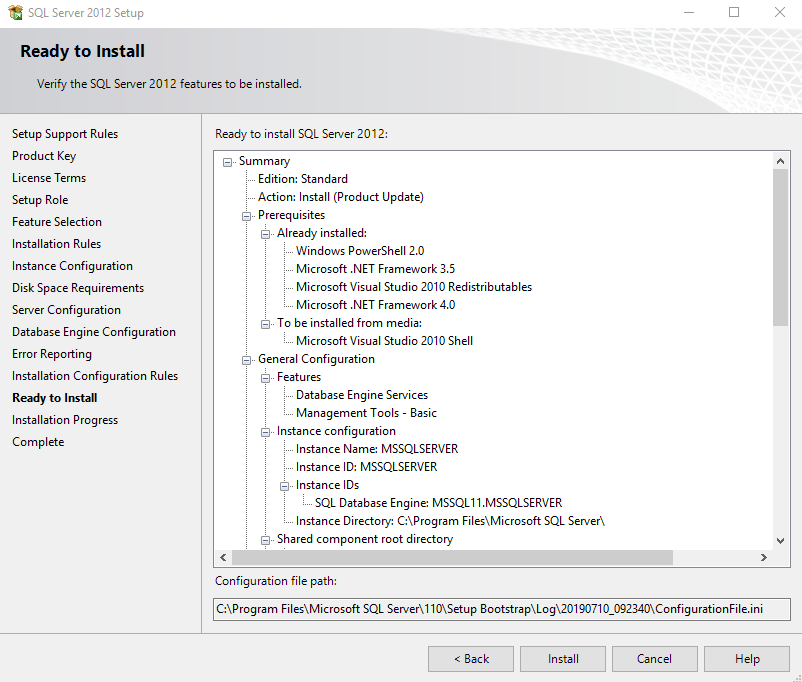 SQL Server 2012 Setup
Ready to Install
Verify the SQL Server 2012 features to be installed.
Setup Support Rules
Product Key
License Terms
Setup Role
Feature Selection
Installation Rules
Instance Configuration
Disk Space Requirements
Server Configuration
Database Engine Configuration
Error Reporting
Installation Configuration Rules
Ready to Install
Installation Progress
Complete
Ready to install SQL Server 2012:
Summary
Edition: Standard
Action: Install (Product Update)
Prerequisites
Already installed:
Windows PowerShell 2.0
Microsoft .NET Framework 3.5
Microsoft Visual Studio 2010 Redistributables
Microsoft .NET Framework 4.0
To be installed from media:
Microsoft Visual Studio 2010 Shell
General Configuration
Features
Database Engine Services
Management Tools - Basic
Instance configuration
Instance Name: MSSQLSERVER
Instance ID: MSSQLSERVER
Instance IDs
SQL Database Engine: MSSQL11.MSSQLSERVER
Instance Directory: C:\Program Files\Microsoft SQL Server\
Shared component root directory
Configuration file path:
C:\Program Files\Microsoft SQL Server\110\Setup Bootstrap\Log\20190710_092340\ConfigurationFile.ini
< Back
Install
Cancel
Help